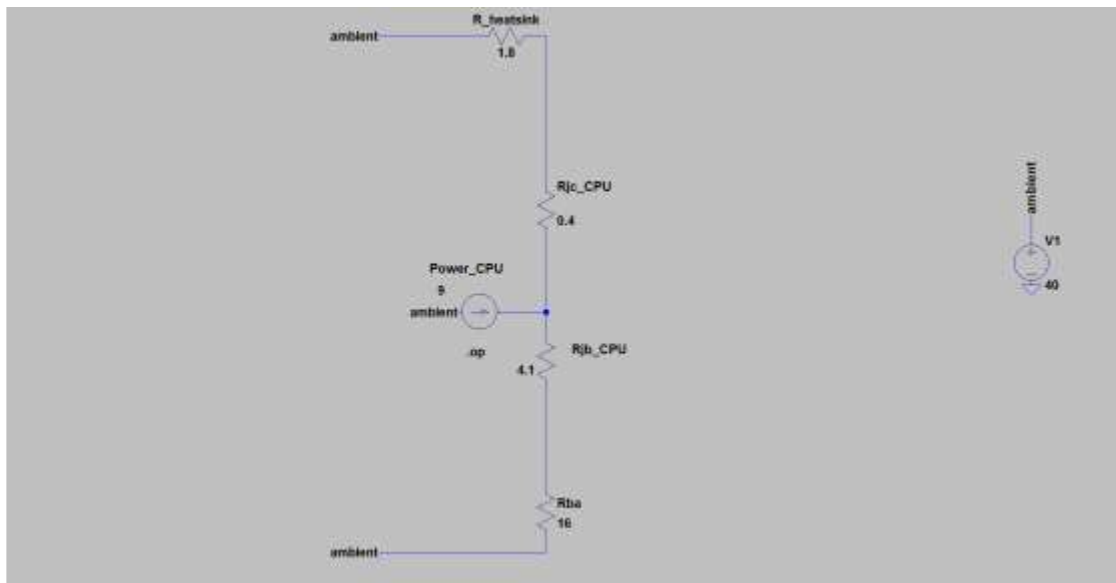 R_heatsink
ambient
1.8
ambient
Rjc_CPU
0.4
V1
Power_CPU
9
40
ambient
.op
Rjb_CPU
4.1
Rba
16
ambient